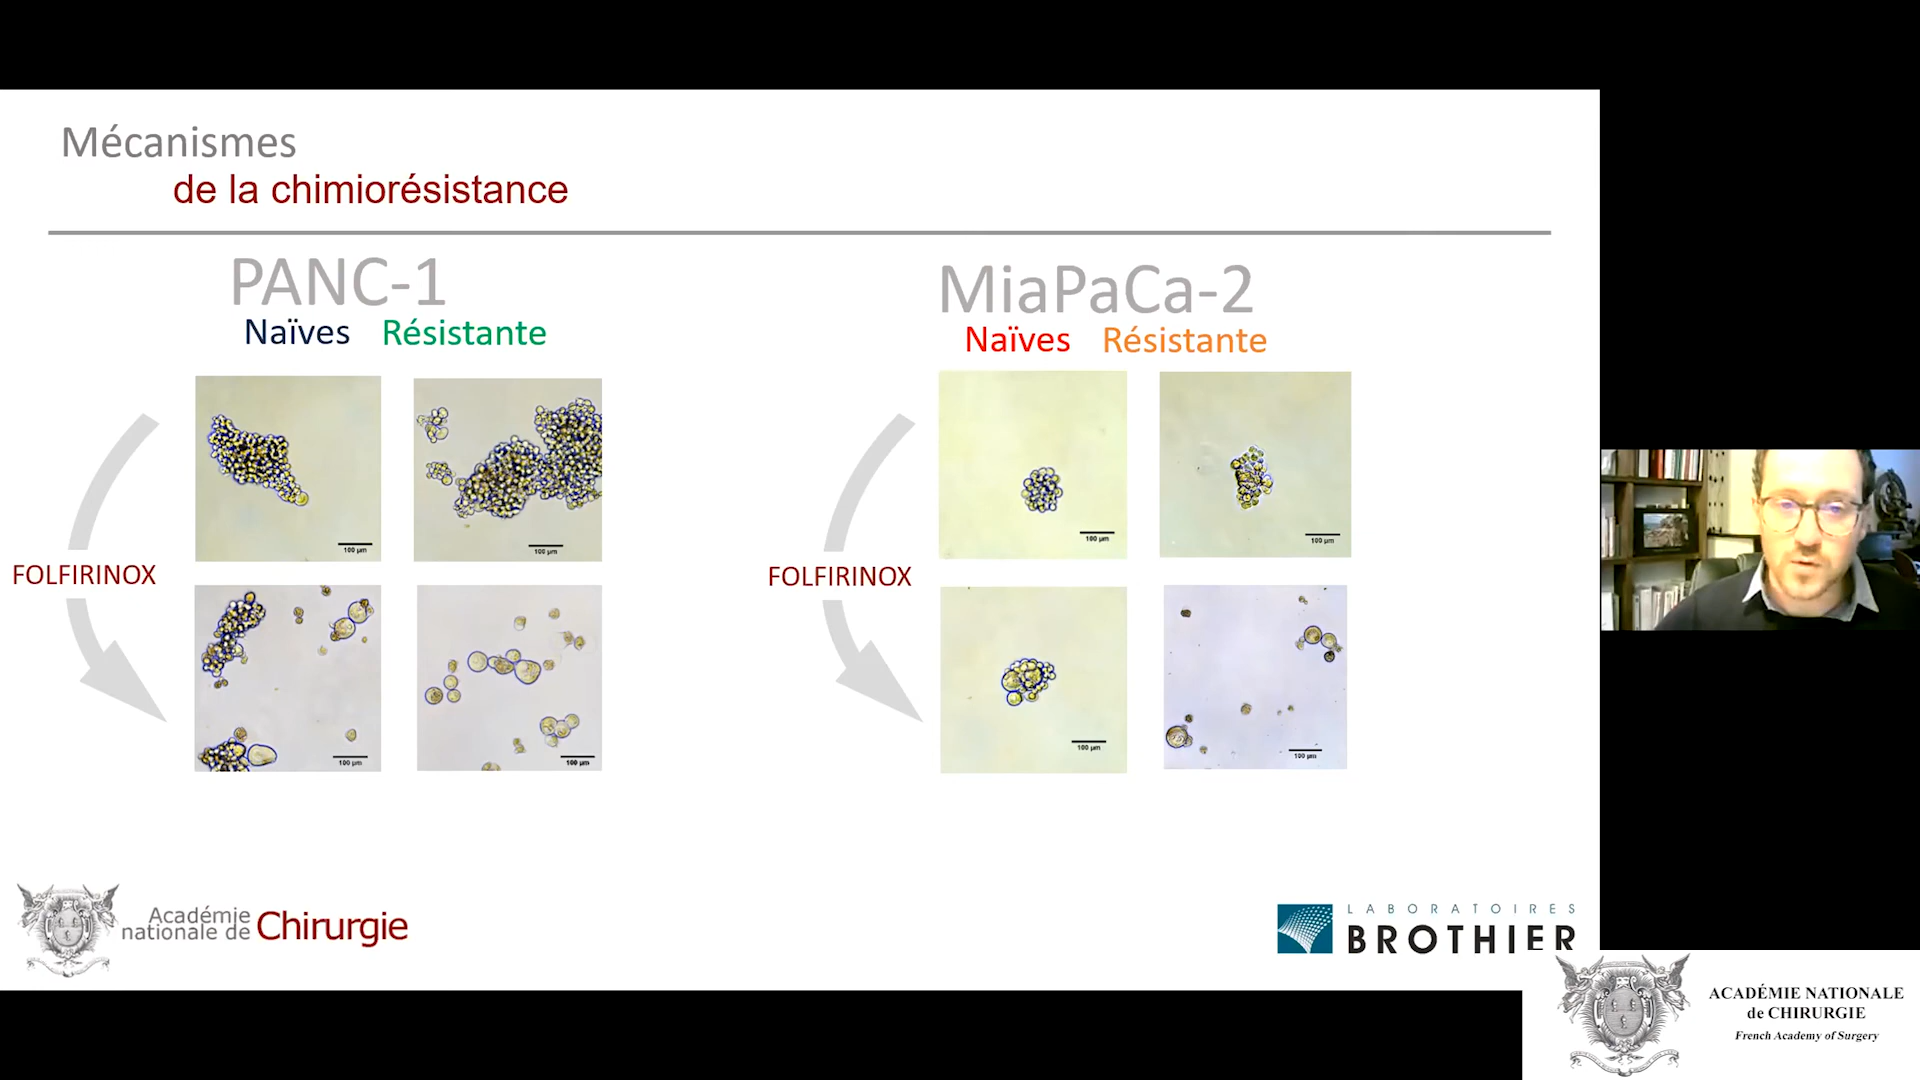 Mécanismes
de la chimiorésistance
PANC-1
Naïves Résistante
100 µm
100 µm
FOLFIRINOX
100 µm
100 µm
MiaPaCa-2
Naïves Résistante
100 µm
100 µm
FOLFIRINOX
100 µm
100 µm
Académie
nationale de Chirurgie
LABORATOIRES
BROTHIER
ACADÉMIE NATIONALE
de CHIRURGIE
French Academy of Surgery